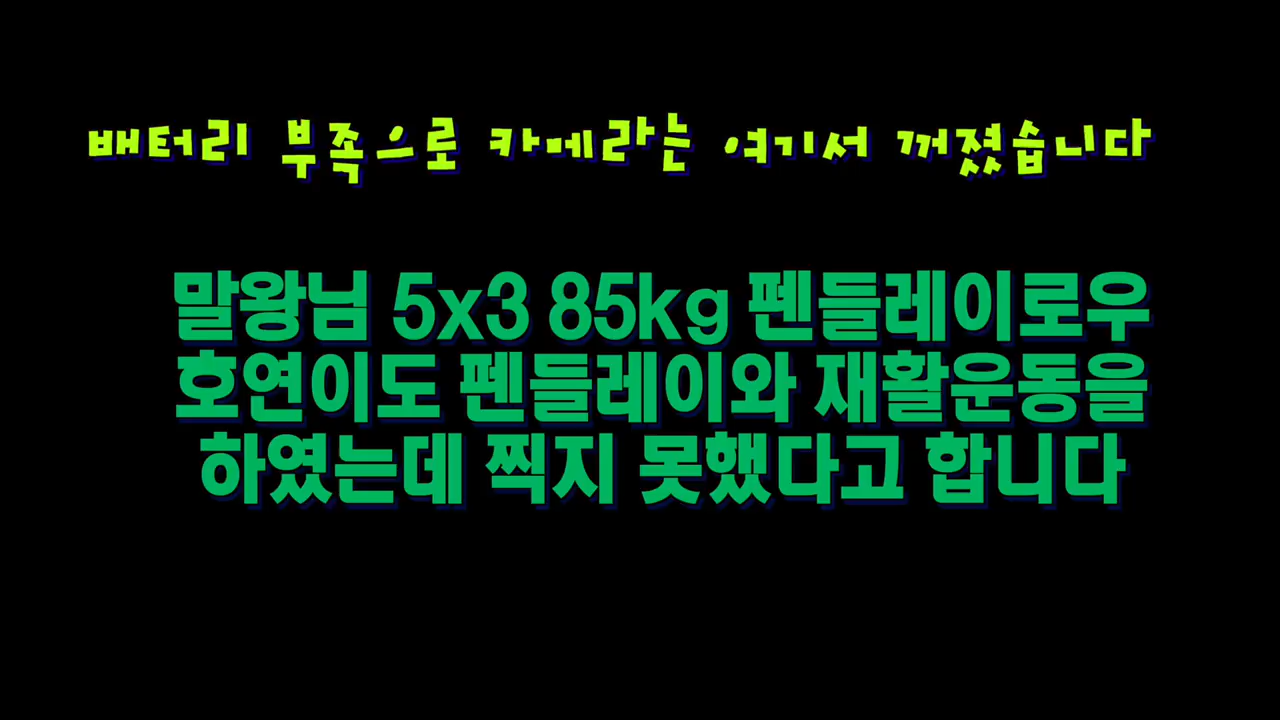 배터리 부족으로 카메라는 여기서 꺼졌습니다
말왕님 5x3 85kg 펜들레이로우
호연이도 펜들레이와 재활운동을
하였는데 찍지 못했다고 합니다